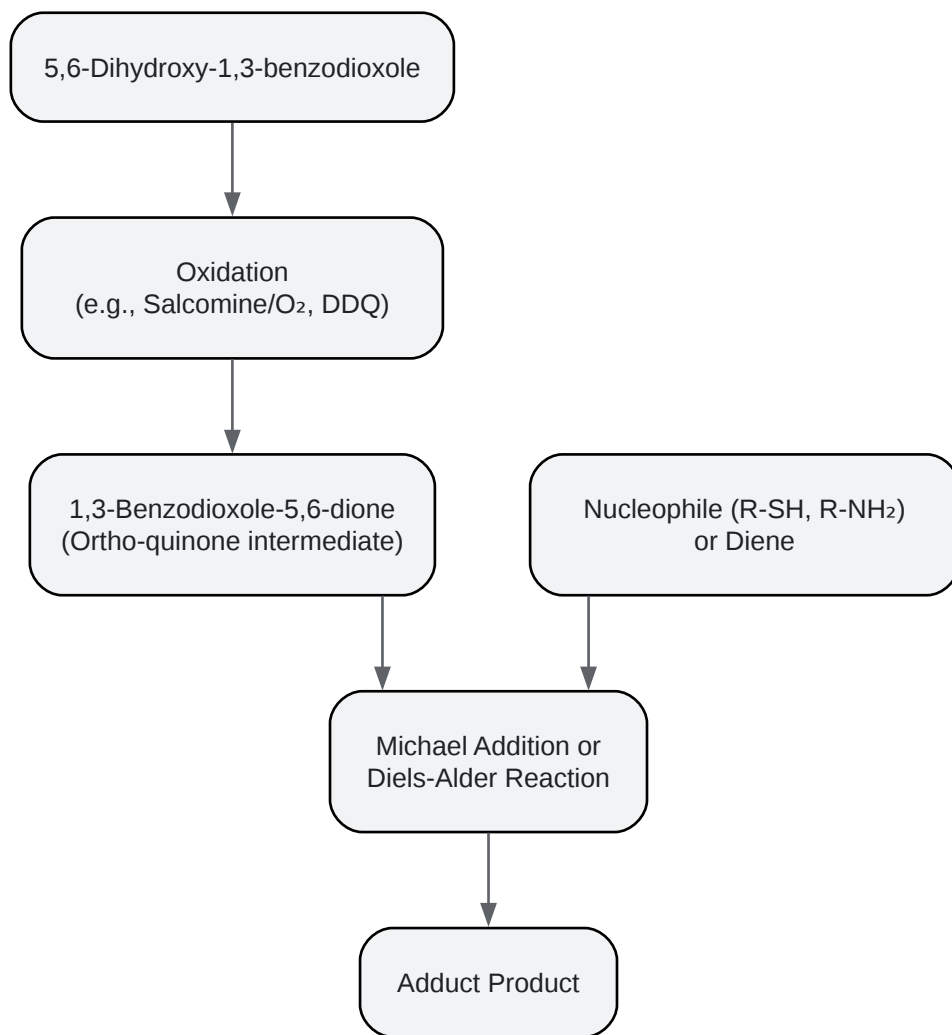 5,6-Dihydroxy-1,3-benzodioxole
Oxidation
(e.g., Salcomine/O₂, DDQ)
1,3-Benzodioxole-5,6-dione
(Ortho-quinone intermediate)
Nucleophile (R-SH, R-NH₂)
or Diene
Michael Addition or
Diels-Alder Reaction
Adduct Product